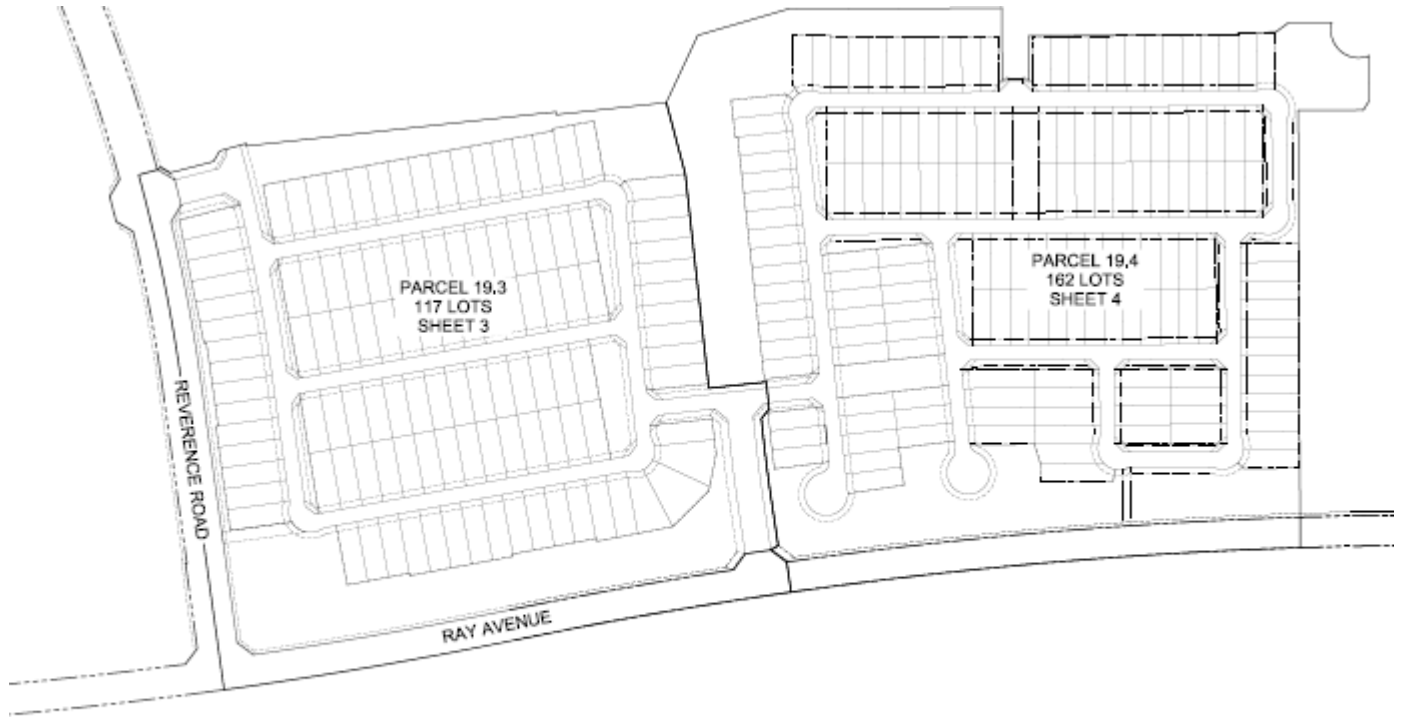 PARCEL 19.3
117 LOTS
SHEET 3
PARCEL 19.4
162 LOTS
SHEET 4
REVERENCE ROAD
RAY AVENUE